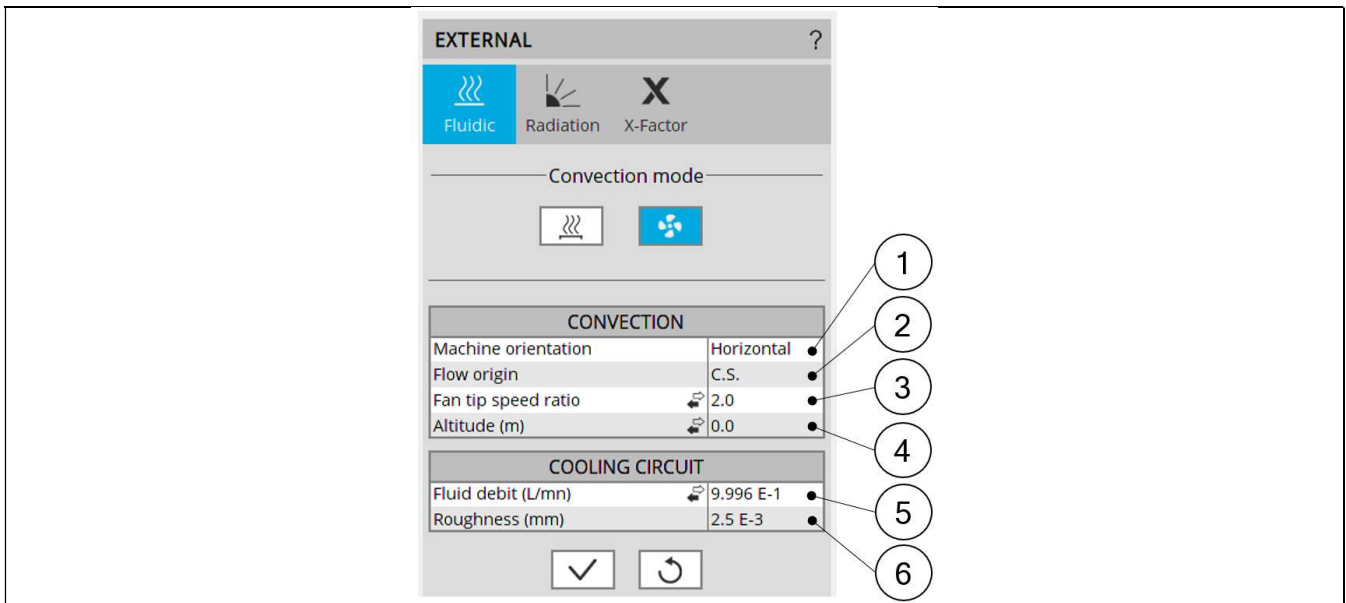 EXTERNAL ?
Fluidic Radiation X-Factor
Convection mode
CONVECTION
Machine orientation Horizontal
Flow origin C.S.
Fan tip speed ratio 2.0
Altitude (m) 0.0
COOLING CIRCUIT
Fluid debit (L/mn) 9.996 E-1
Roughness (mm) 2.5 E-3
1
2
3
4
5
6